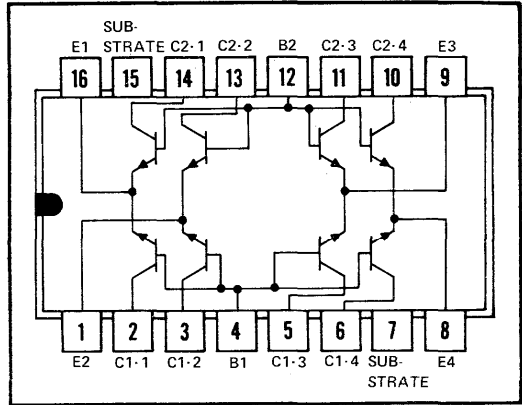 SUB-
E1 STRATE C2·1 C2·2 B2 C2·3 C2·4 E3
16 15 14 13 12 11 10 9
1 2 3 4 5 6 7 8
E2 C1·1 C1·2 B1 C1·3 C1·4 SUB- E4
STRATE